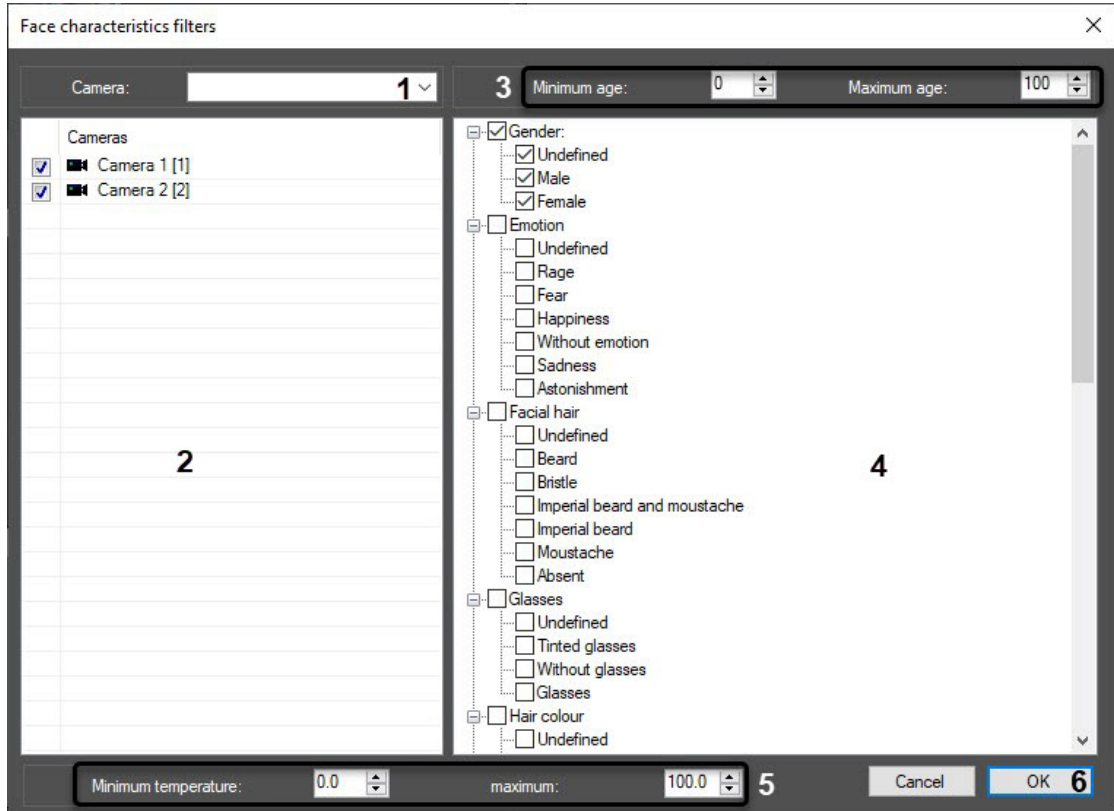 Face characteristics filters
Camera: 1
3 Minimum age: 0 Maximum age: 100
Cameras
Camera 1 [1]
Camera 2 [2]
2
Gender:
Undefined
Male
Female
Emotion
Undefined
Rage
Fear
Happiness
Without emotion
Sadness
Astonishment
Facial hair
Undefined
Beard
Bristle
Imperial beard and moustache
Imperial beard
Moustache
Absent
Glasses
Undefined
Tinted glasses
Without glasses
Glasses
Hair colour
Undefined
4
Minimum temperature: 0.0 maximum: 100.0 5
Cancel OK 6